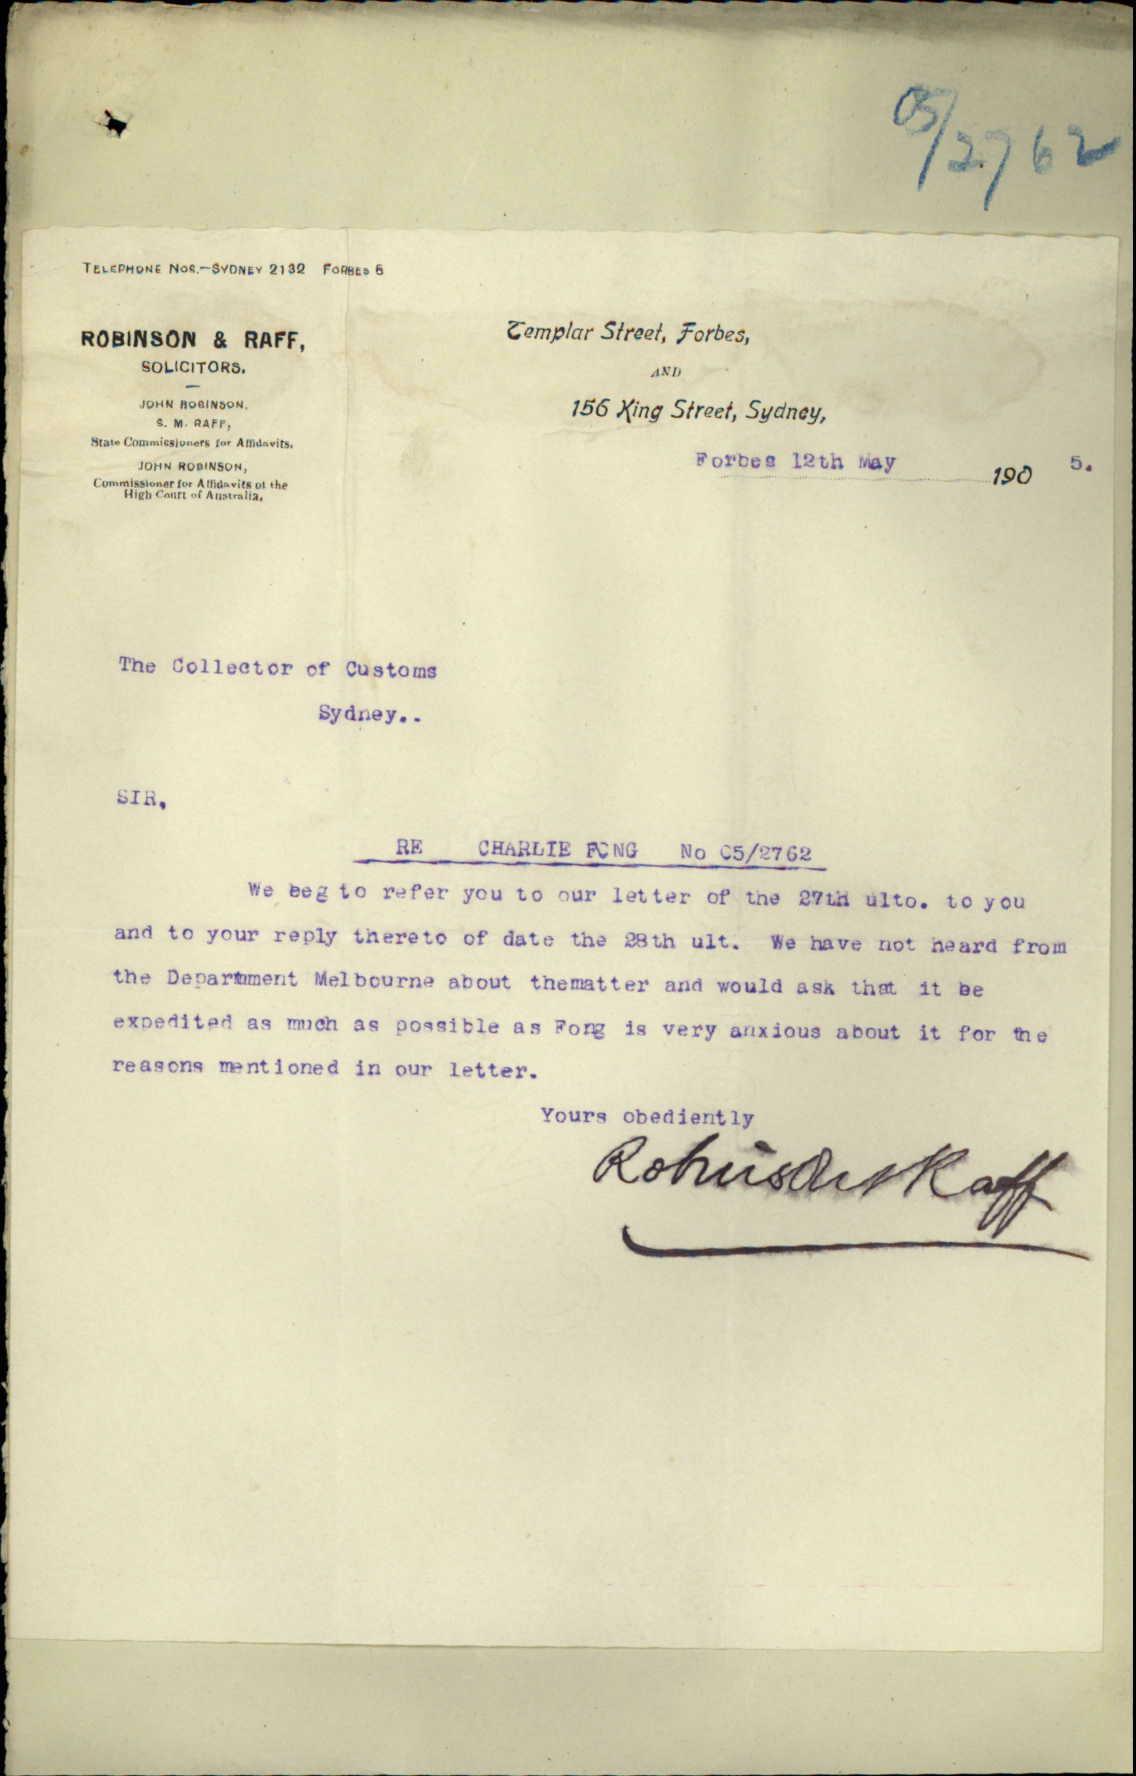 05/2762
TELEPHONE NOS.—SYDNEY 2132 FORBES 5
ROBINSON & RAFF,
SOLICITORS.
JOHN ROBINSON,
S. M. RAFF,
State Commissioners for Affidavits.
JOHN ROBINSON,
Commissioner for Affidavits of the
High Court of Australia.
Templar Street, Forbes,
AND
156 King Street, Sydney,
Forbes 12th May 190 5.
The Collector of Customs
Sydney..
SIR,
RE CHARLIE FONG No 05/2762
We beg to refer you to our letter of the 27th ulto. to you
and to your reply thereto of date the 28th ult. We have not heard from
the Department Melbourne about thematter and would ask that it be
expedited as much as possible as Fong is very anxious about it for the
reasons mentioned in our letter.
Yours obediently
Robinson & Raff